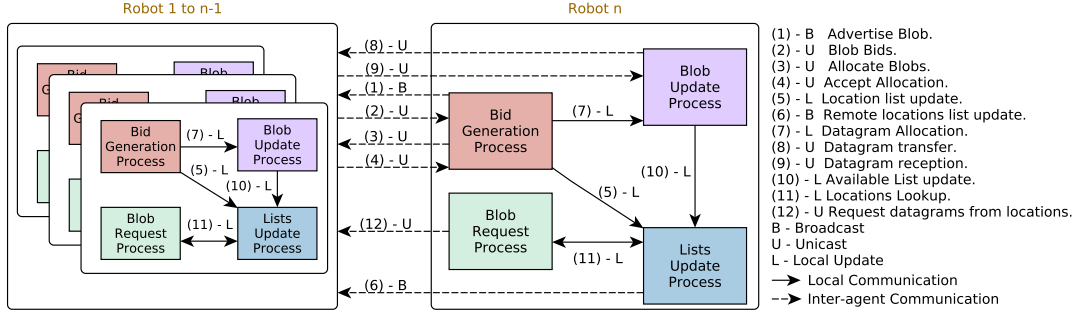 Robot 1 to n-1
Robot n
Bid
G
Blob
Bid
G
Blob
Bid
Generation
Process
(7) - L
Blob
Update
Process
(5) - L
(10) - L
Blob
Request
Process
(11) - L
Lists
Update
Process
(8) - U
(9) - U
(1) - B
(2) - U
(3) - U
(4) - U
(12) - U
(6) - B
Bid
Generation
Process
(7) - L
Blob
Update
Process
(10) - L
(5) - L
Blob
Request
Process
(11) - L
Lists
Update
Process
(1) - B Advertise Blob.
(2) - U Blob Bids.
(3) - U Allocate Blobs.
(4) - U Accept Allocation.
(5) - L Location list update.
(6) - B Remote locations list update.
(7) - L Datagram Allocation.
(8) - U Datagram transfer.
(9) - U Datagram reception.
(10) - L Available List update.
(11) - L Locations Lookup.
(12) - U Request datagrams from locations.
B - Broadcast
U - Unicast
L - Local Update
Local Communication
Inter-agent Communication